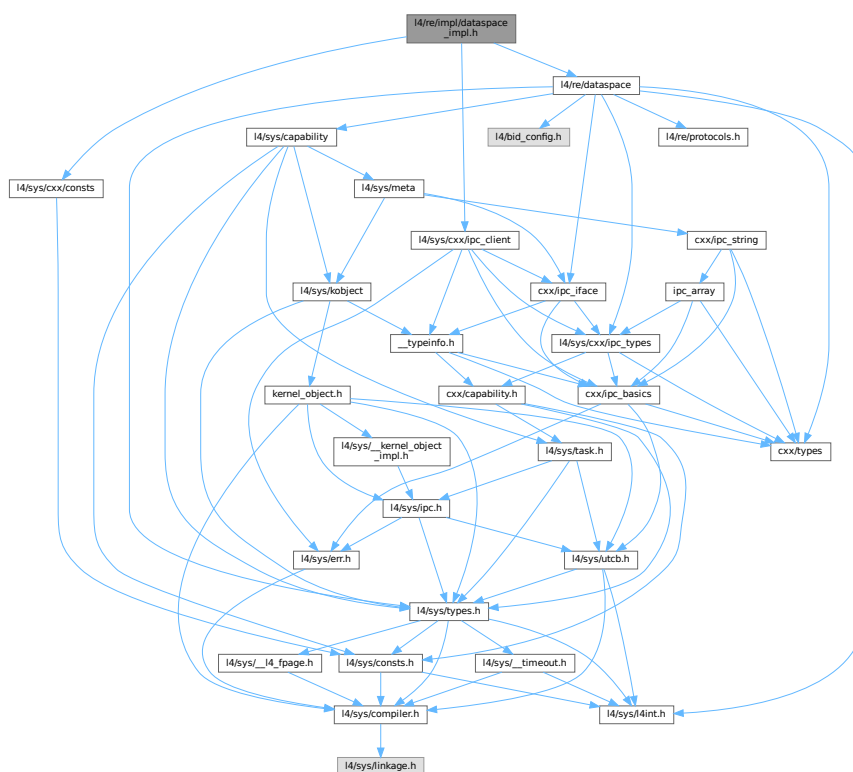 l4/re/impl/dataspace
_impl.h
l4/re/dataspace
l4/sys/capability
l4/bid_config.h
l4/re/protocols.h
l4/sys/cxx/consts
l4/sys/meta
l4/sys/cxx/ipc_client
cxx/ipc_string
l4/sys/kobject
cxx/ipc_iface
ipc_array
__typeinfo.h
l4/sys/cxx/ipc_types
kernel_object.h
cxx/capability.h
cxx/ipc_basics
l4/sys/__kernel_object
_impl.h
l4/sys/task.h
cxx/types
l4/sys/ipc.h
l4/sys/err.h
l4/sys/utcb.h
l4/sys/types.h
l4/sys/__l4_fpage.h
l4/sys/consts.h
l4/sys/__timeout.h
l4/sys/compiler.h
l4/sys/l4int.h
l4/sys/linkage.h